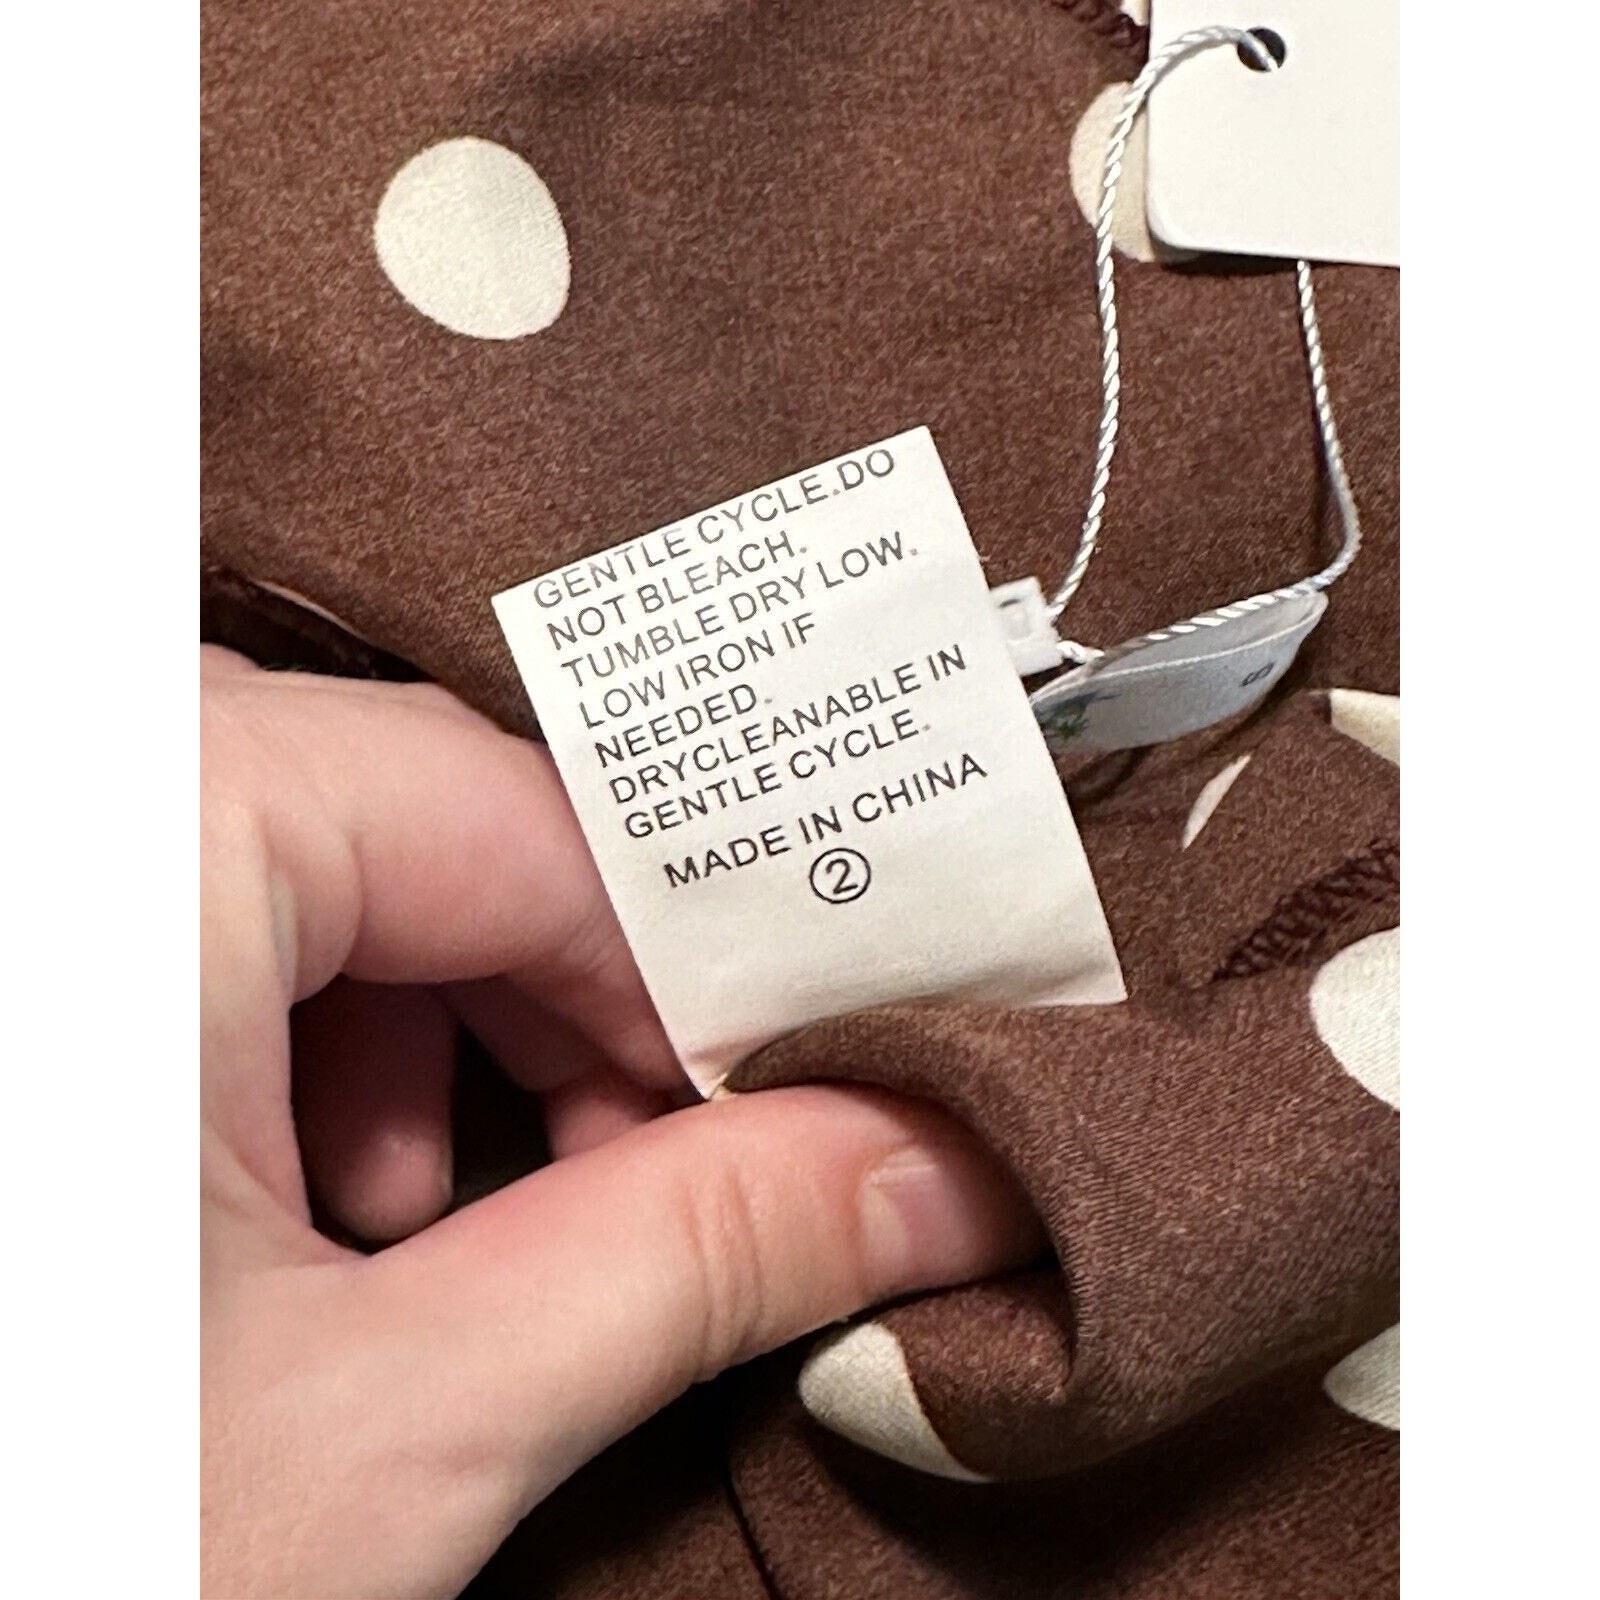 GENTLE CYCLE.DO
NOT BLEACH.
TUMBLE DRY LOW.
LOW IRON IF
NEEDED.
DRYCLEANABLE IN
GENTLE CYCLE.
MADE IN CHINA
②
S